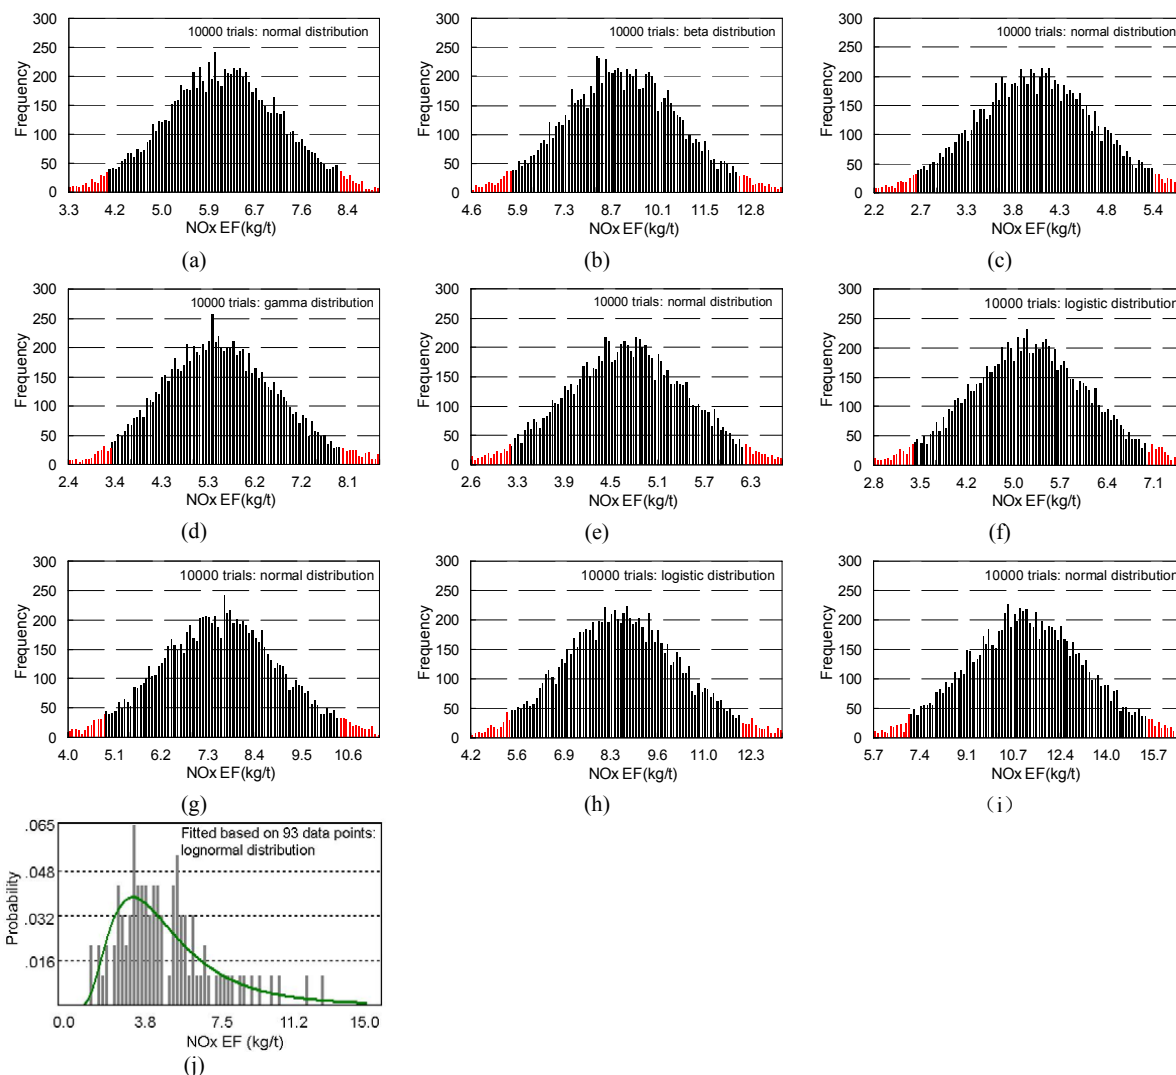 10000 trials: normal distribution
300
250
200
150
100
50
0
Frequency
3.3 4.2 5.0 5.9 6.7 7.6 8.4
NOx EF(kg/t)
(a)
10000 trials: beta distribution
300
250
200
150
100
50
0
Frequency
4.6 5.9 7.3 8.7 10.1 11.5 12.8
NOx EF(kg/t)
(b)
10000 trials: normal distribution
300
250
200
150
100
50
0
Frequency
2.2 2.7 3.3 3.8 4.3 4.8 5.4
NOx EF(kg/t)
(c)
10000 trials: gamma distribution
300
250
200
150
100
50
0
Frequency
2.4 3.4 4.3 5.3 6.2 7.2 8.1
NOx EF(kg/t)
(d)
10000 trials: normal distribution
300
250
200
150
100
50
0
Frequency
2.6 3.3 3.9 4.5 5.1 5.7 6.3
NOx EF(kg/t)
(e)
10000 trials: logistic distribution
300
250
200
150
100
50
0
Frequency
2.8 3.5 4.2 5.0 5.7 6.4 7.1
NOx EF(kg/t)
(f)
10000 trials: normal distribution
300
250
200
150
100
50
0
Frequency
4.0 5.1 6.2 7.3 8.4 9.5 10.6
NOx EF(kg/t)
(g)
10000 trials: logistic distribution
300
250
200
150
100
50
0
Frequency
4.2 5.6 6.9 8.3 9.6 11.0 12.3
NOx EF(kg/t)
(h)
10000 trials: normal distribution
300
250
200
150
100
50
0
Frequency
5.7 7.4 9.1 10.7 12.4 14.0 15.7
NOx EF(kg/t)
（i）
Fitted based on 93 data points:
lognormal distribution
.065
.048
.032
.016
Probability
0.0 3.8 7.5 11.2 15.0
NOx EF (kg/t)
(j)